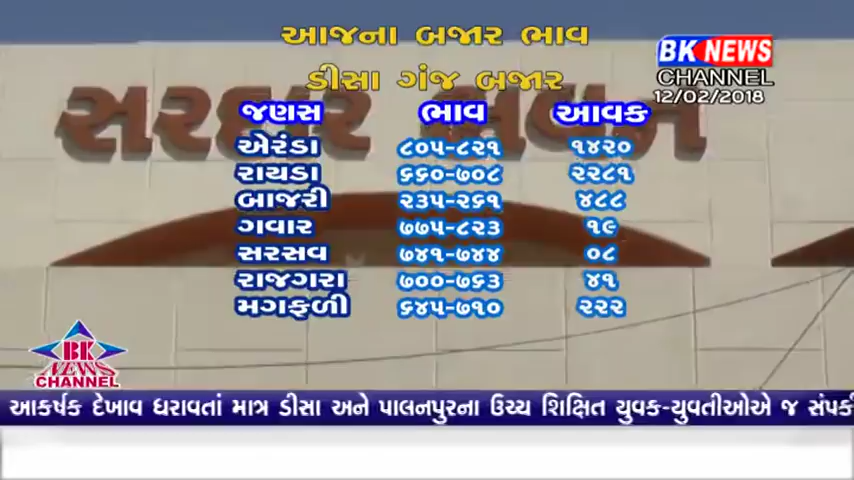 આજના બજાર ભાવ
ડીસા ગંજ બજાર
BK NEWS
CHANNEL
12/02/2018
સરદાર ભવન
જણસ ભાવ આવક
એરંડા ૮૦૫-૮૨૧ ૧૪૨૦
રાયડા ૬૬૦-૭૦૮ ૨૨૮૧
બાજરી ૨૩૫-૨૬૧ ૪૮૮
ગવાર ૭૭૫-૮૨૩ ૧૯
સરસવ ૭૪૧-૭૪૪ ૦૮
રાજગરા ૭૦૦-૭૬૩ ૪૧
મગફળી ૬૪૫-૭૧૦ ૨૨૨
BK
NEWS
CHANNEL
આકર્ષક દેખાવ ધરાવતાં માત્ર ડીસા અને પાલનપુરના ઉચ્ચ શિક્ષિત યુવક-યુવતીઓએ જ